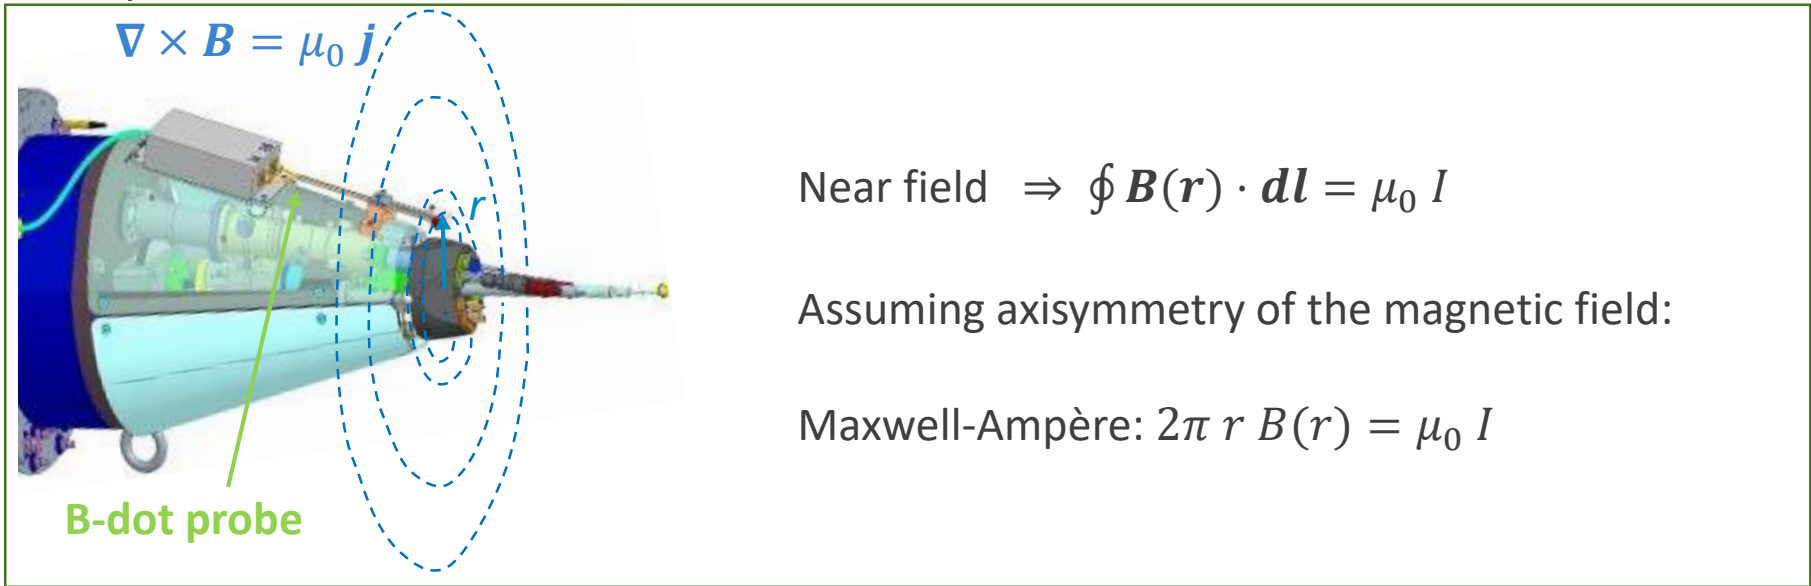 ∇ × B = μ₀ j
r
B-dot probe
Near field ⇒ ∮ B(r) · dl = μ₀ I
Assuming axisymmetry of the magnetic field:
Maxwell-Ampère: 2π r B(r) = μ₀ I